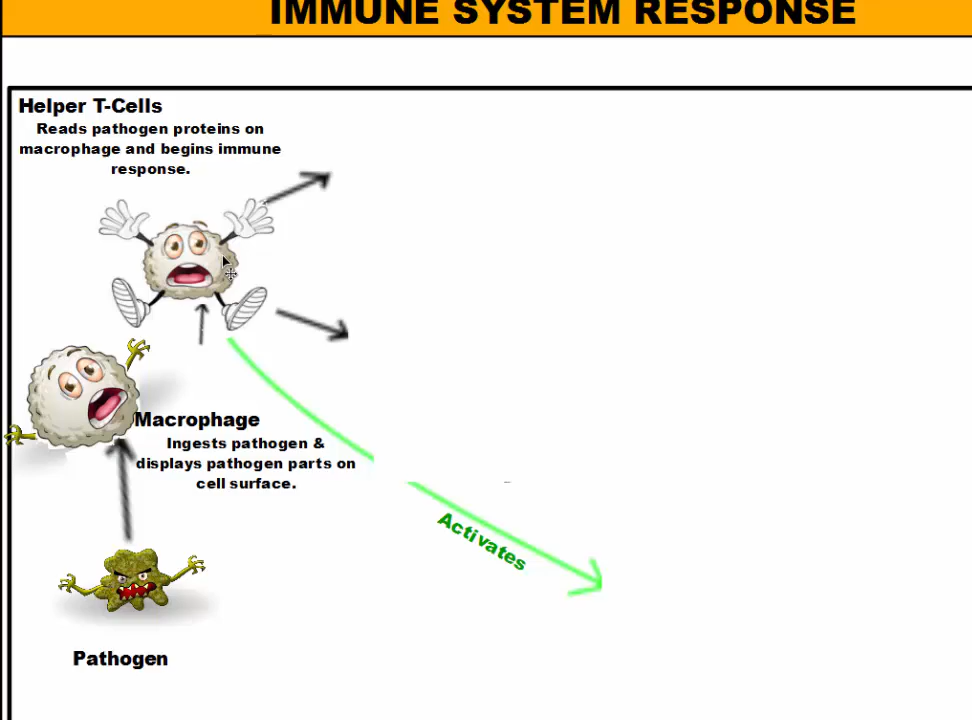 IMMUNE SYSTEM RESPONSE
Helper T-Cells
Reads pathogen proteins on
macrophage and begins immune
response.
Macrophage
Ingests pathogen &
displays pathogen parts on
cell surface.
Activates
Pathogen